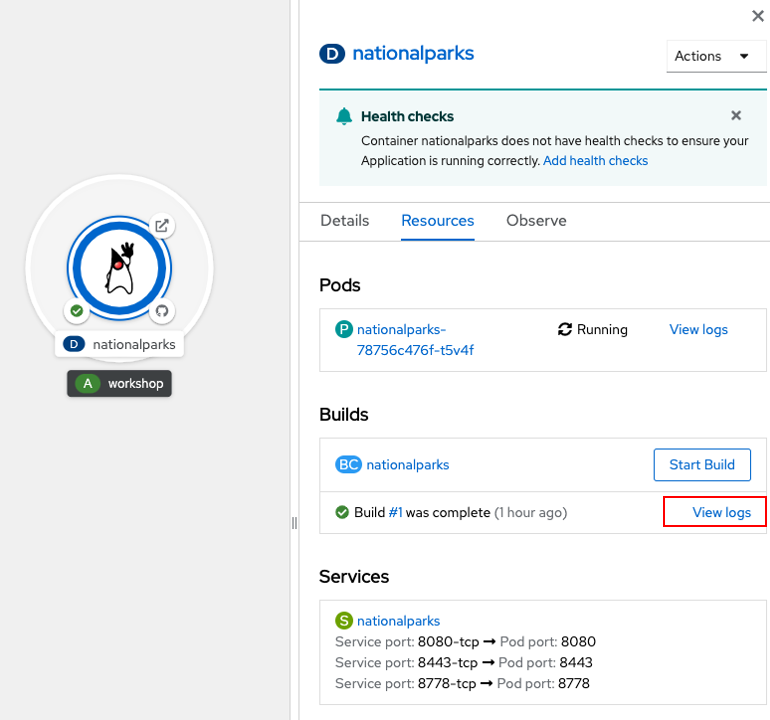 D nationalparks
Actions
Health checks
Container nationalparks does not have health checks to ensure your
Application is running correctly. Add health checks
Details Resources Observe
Pods
P nationalparks-
78756c476f-t5v4f
Running
View logs
Builds
BC nationalparks
Start Build
Build #1 was complete (1 hour ago)
View logs
Services
S nationalparks
Service port: 8080-tcp → Pod port: 8080
Service port: 8443-tcp → Pod port: 8443
Service port: 8778-tcp → Pod port: 8778
D nationalparks
A workshop